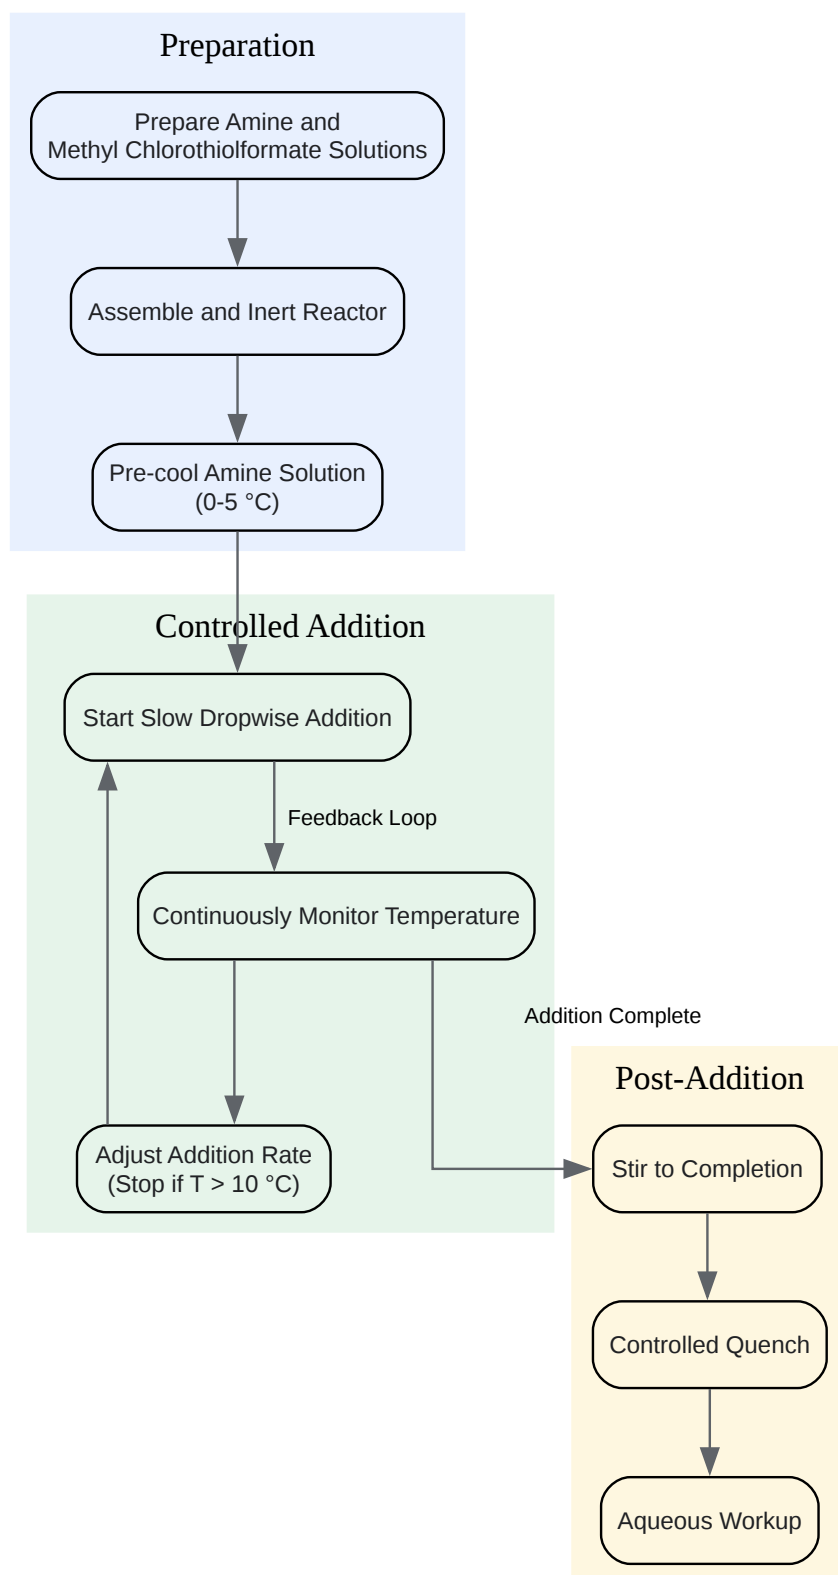 Preparation
Prepare Amine and
Methyl Chlorothiolformate Solutions
Assemble and Inert Reactor
Pre-cool Amine Solution
(0-5 °C)
Controlled Addition
Start Slow Dropwise Addition
Feedback Loop
Continuously Monitor Temperature
Addition Complete
Adjust Addition Rate
(Stop if T > 10 °C)
Post-Addition
Stir to Completion
Controlled Quench
Aqueous Workup